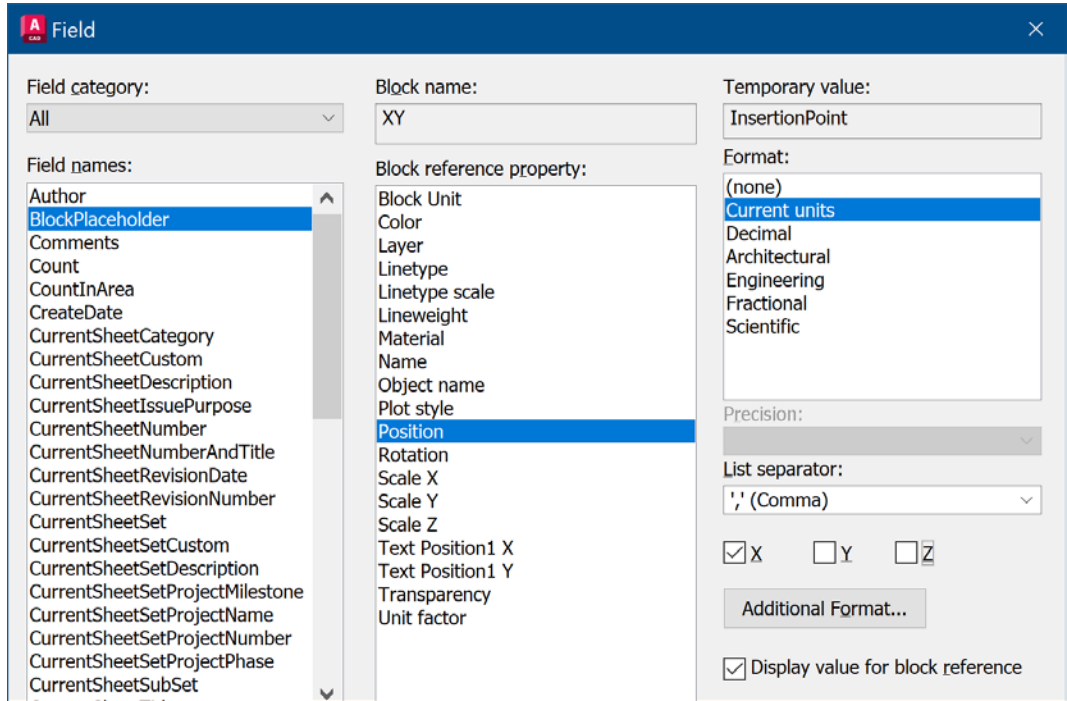 A
CAD
Field
Field category:
All
Field names:
Author
BlockPlaceholder
Comments
Count
CountInArea
CreateDate
CurrentSheetCategory
CurrentSheetCustom
CurrentSheetDescription
CurrentSheetIssuePurpose
CurrentSheetNumber
CurrentSheetNumberAndTitle
CurrentSheetRevisionDate
CurrentSheetRevisionNumber
CurrentSheetSet
CurrentSheetSetCustom
CurrentSheetSetDescription
CurrentSheetSetProjectMilestone
CurrentSheetSetProjectName
CurrentSheetSetProjectNumber
CurrentSheetSetProjectPhase
CurrentSheetSubSet
Block name:
XY
Block reference property:
Block Unit
Color
Layer
Linetype
Linetype scale
Lineweight
Material
Name
Object name
Plot style
Position
Rotation
Scale X
Scale Y
Scale Z
Text Position1 X
Text Position1 Y
Transparency
Unit factor
Temporary value:
InsertionPoint
Format:
(none)
Current units
Decimal
Architectural
Engineering
Fractional
Scientific
Precision:
List separator:
',' (Comma)
X Y Z
Additional Format...
Display value for block reference